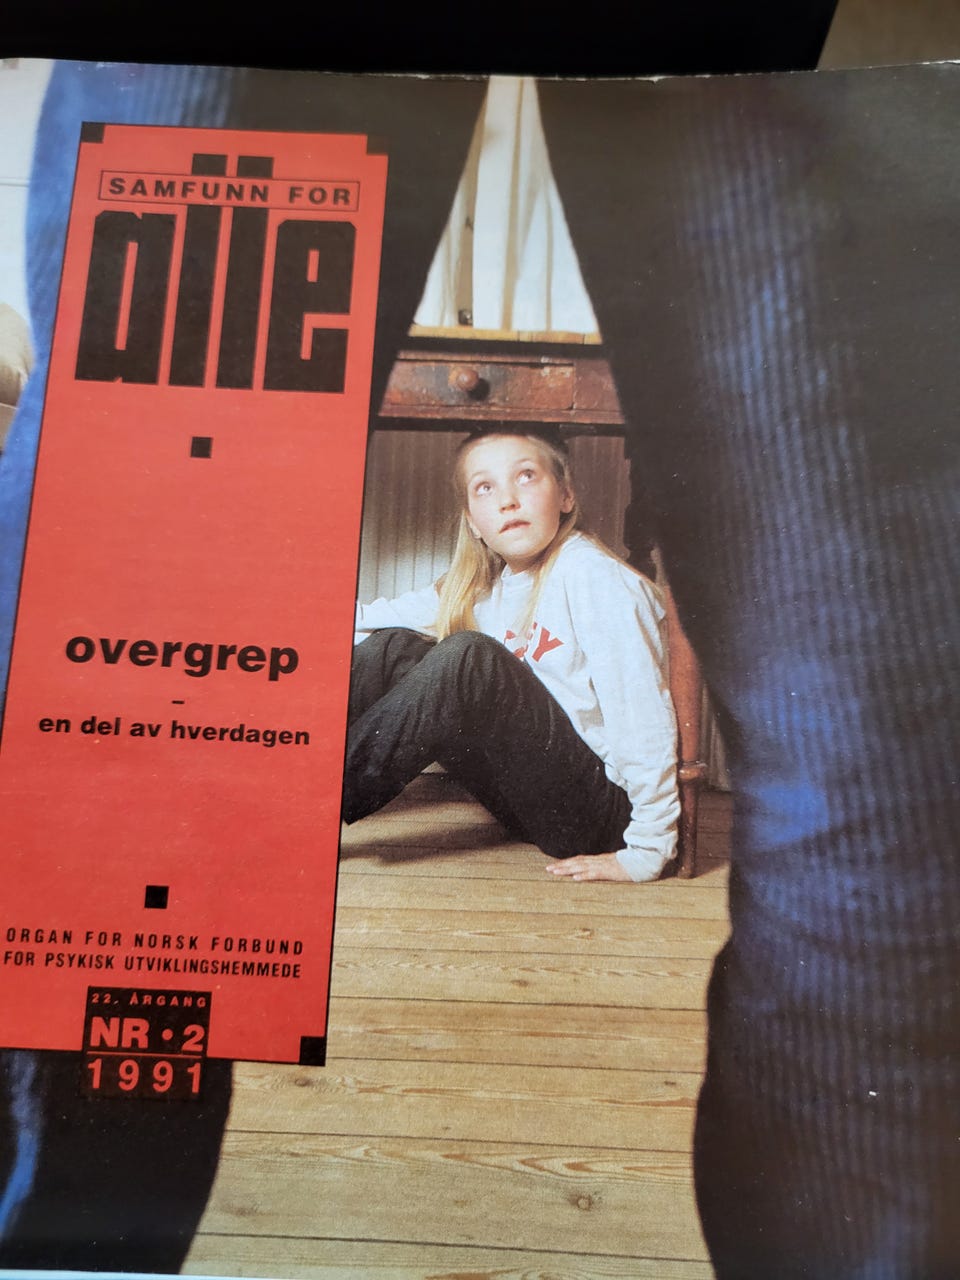 SAMFUNN FOR
alle
overgrep
-
en del av hverdagen
ORGAN FOR NORSK FORBUND
FOR PSYKISK UTVIKLINGSHEMMEDE
22. ÅRGANG
NR • 2
1991